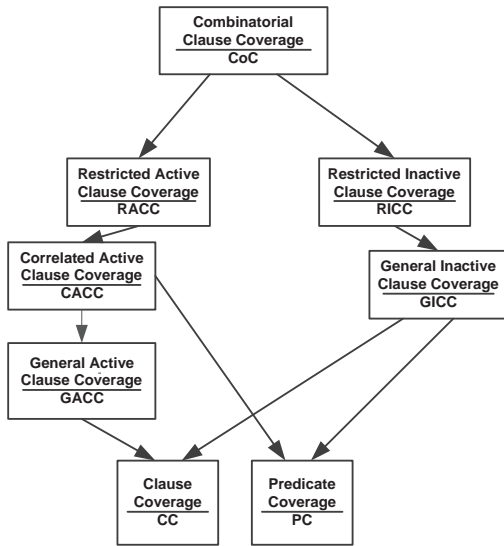 Combinatorial
Clause Coverage
CoC
Restricted Active
Clause Coverage
RACC
Restricted Inactive
Clause Coverage
RICC
Correlated Active
Clause Coverage
CACC
General Inactive
Clause Coverage
GICC
General Active
Clause Coverage
GACC
Clause
Coverage
CC
Predicate
Coverage
PC